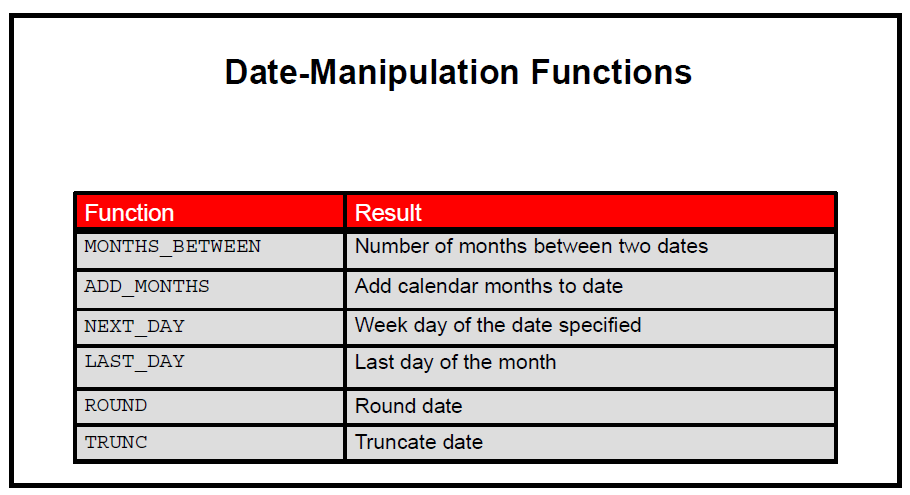 Date-Manipulation Functions
Function Result
MONTHS_BETWEEN Number of months between two dates
ADD_MONTHS Add calendar months to date
NEXT_DAY Week day of the date specified
LAST_DAY Last day of the month
ROUND Round date
TRUNC Truncate date